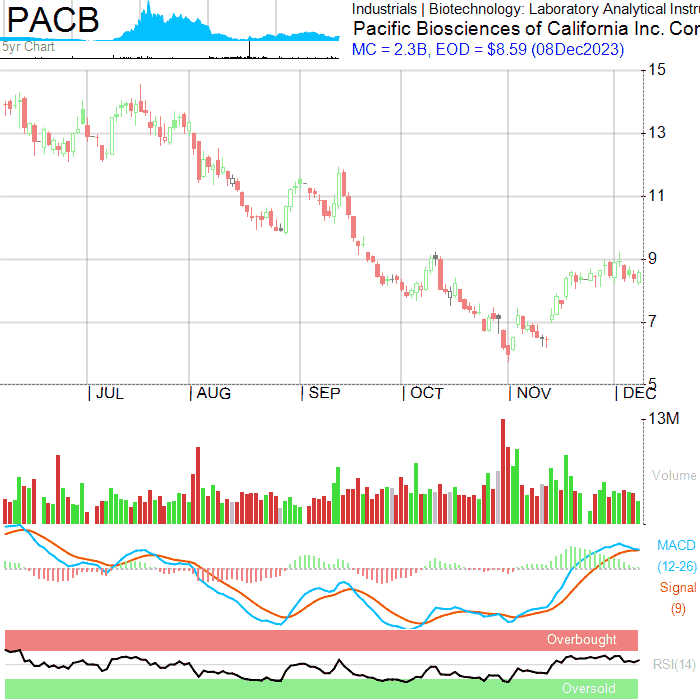 PACB
5yr Chart
Industrials | Biotechnology: Laboratory Analytical Instru
Pacific Biosciences of California Inc. Con
MC = 2.3B, EOD = $8.59 (08Dec2023)
15
13
11
9
7
5
JUL AUG SEP OCT NOV DEC
13M
Volume
MACD
(12-26)
Signal
(9)
Overbought
RSI(14)
Oversold